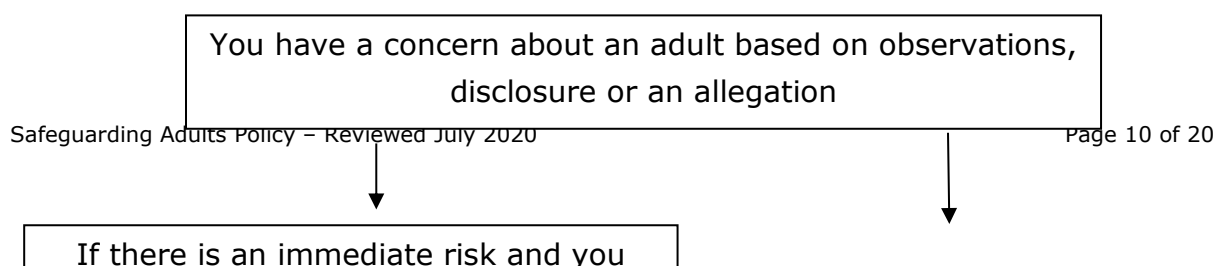 You have a concern about an adult based on observations,
disclosure or an allegation
Safeguarding Adults Policy – Reviewed July 2020 Page 10 of 20
If there is an immediate risk and you